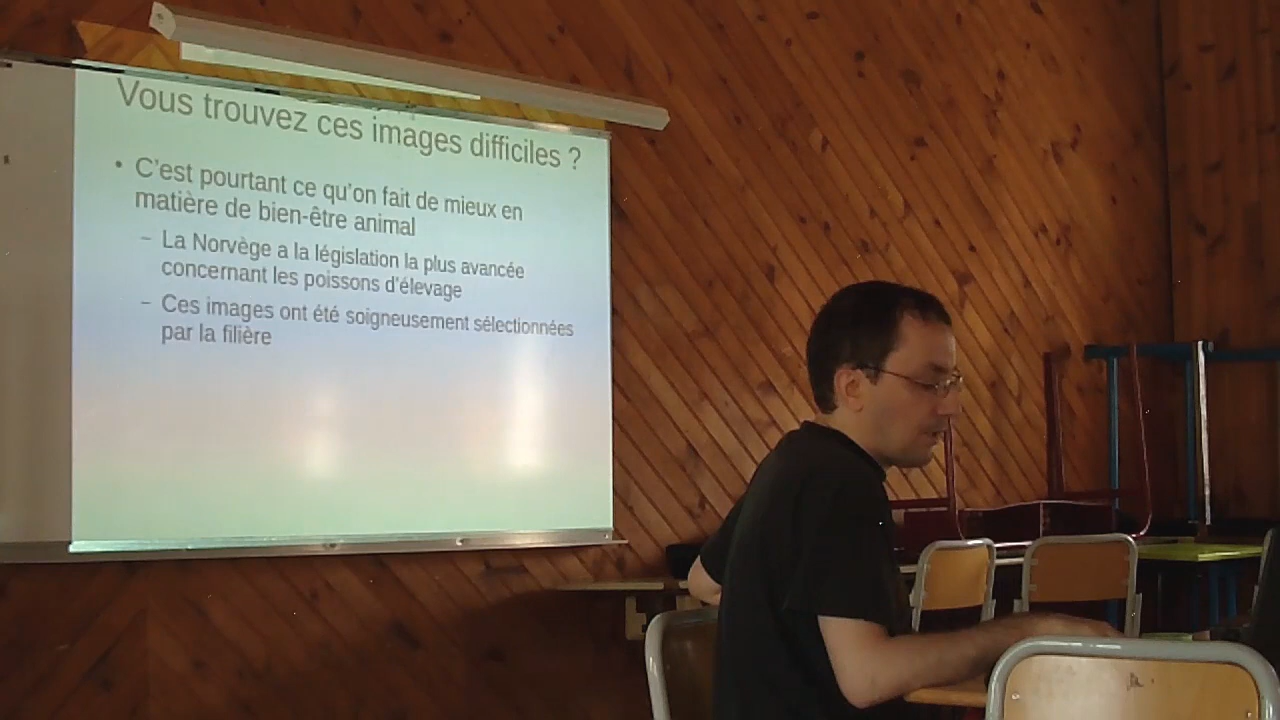 Vous trouvez ces images difficiles ?
• C'est pourtant ce qu'on fait de mieux en
matière de bien-être animal
– La Norvège a la législation la plus avancée
concernant les poissons d'élevage
– Ces images ont été soigneusement sélectionnées
par la filière